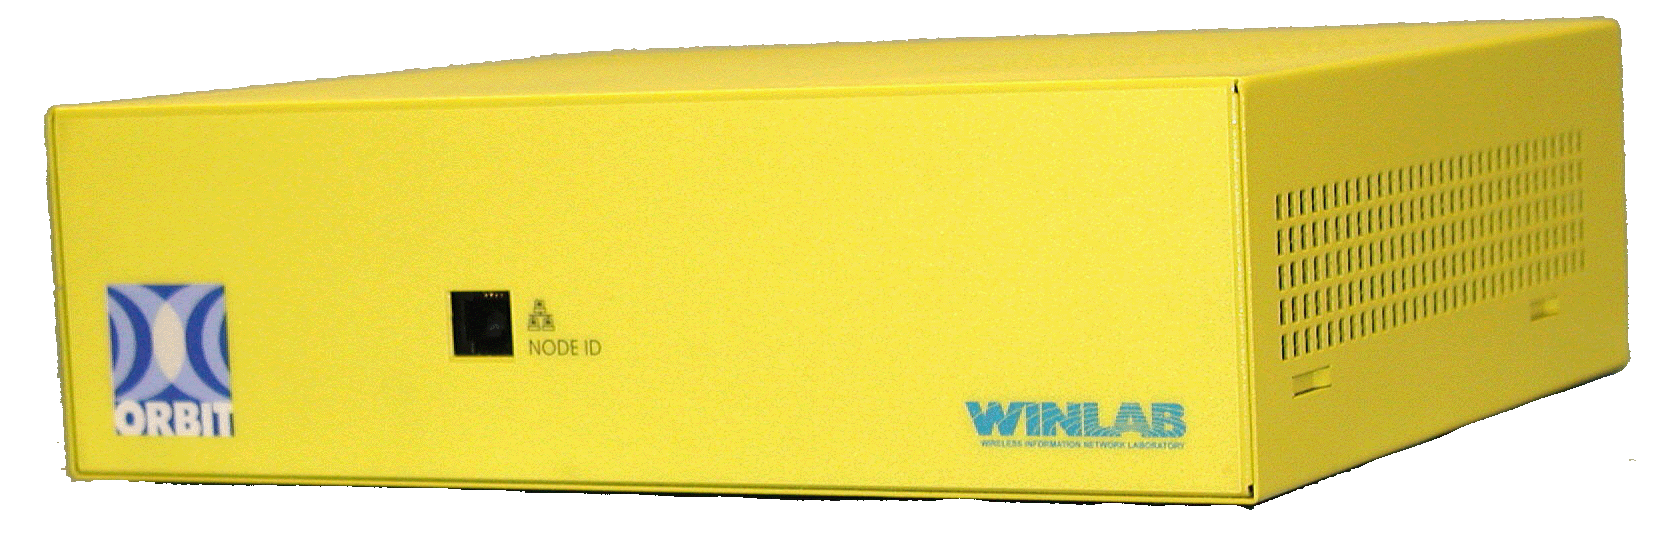 ORBIT
NODE ID
WINLAB
WIRELESS INFORMATION NETWORK LABORATORY